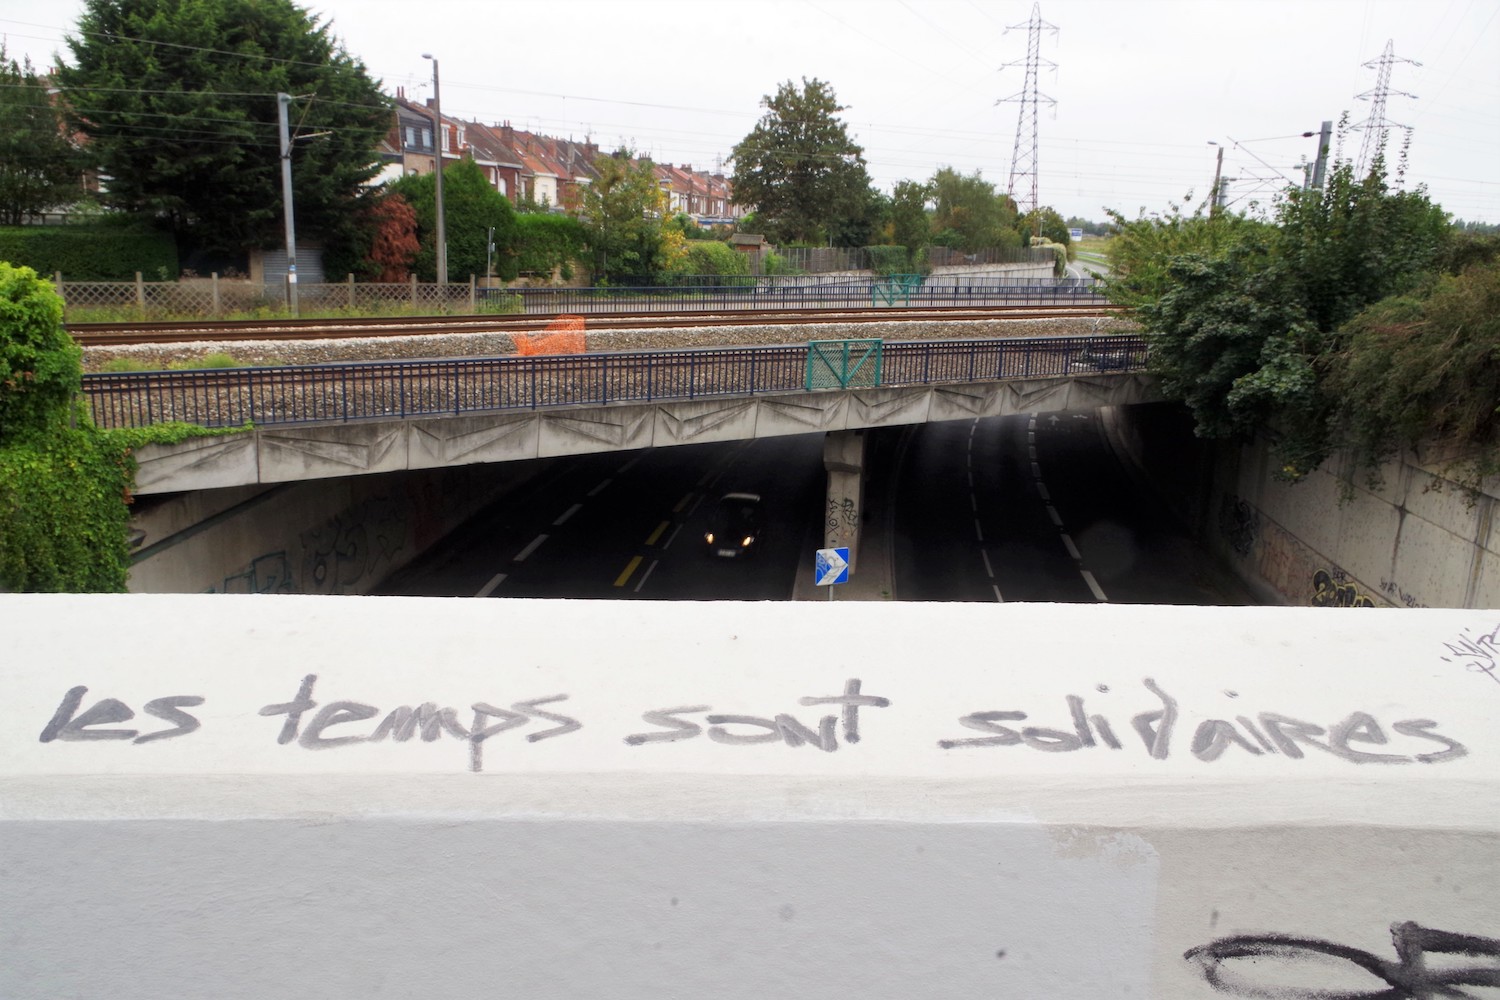 les temps sont solidaires